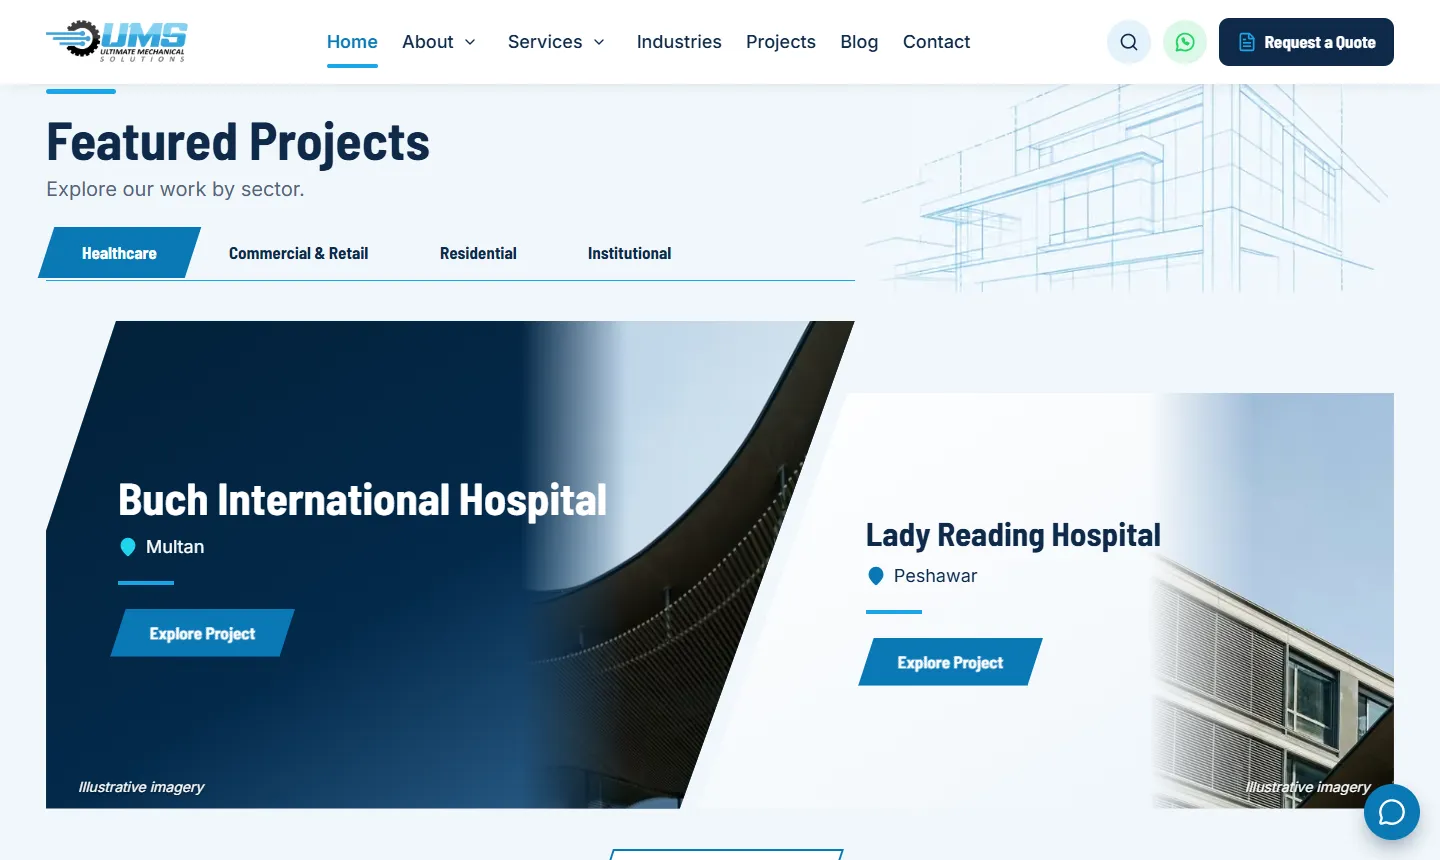 UMS
ULTIMATE MECHANICAL
SOLUTIONS
Home
About
Services
Industries
Projects
Blog
Contact
Request a Quote
Featured Projects
Explore our work by sector.
Healthcare
Commercial & Retail
Residential
Institutional
Buch International Hospital
Multan
Explore Project
Illustrative imagery
Lady Reading Hospital
Peshawar
Explore Project
Illustrative imagery